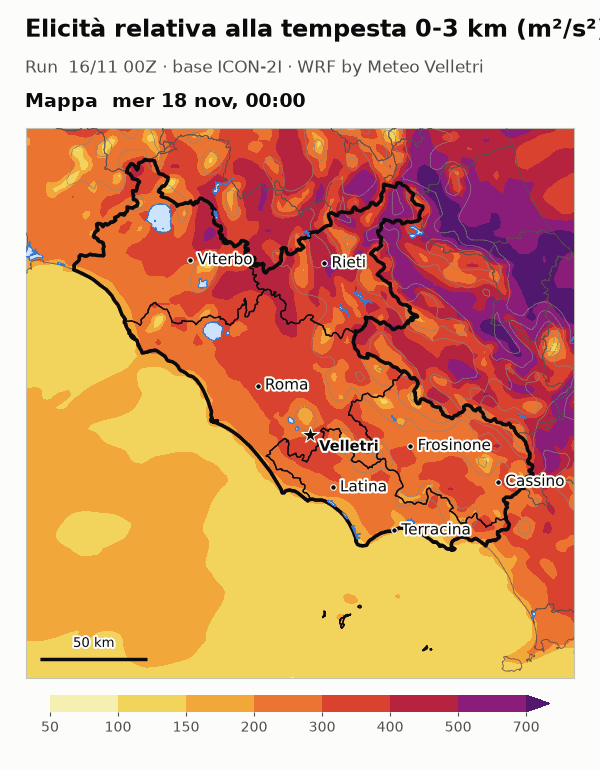 Elicità relativa alla tempesta 0-3 km (m²/s²)
Run 16/11 00Z · base ICON-2I · WRF by Meteo Velletri
Mappa mer 18 nov, 00:00
Viterbo
Rieti
Roma
Velletri
Frosinone
Cassino
Latina
Terracina
50 km
50 100 150 200 300 400 500 700